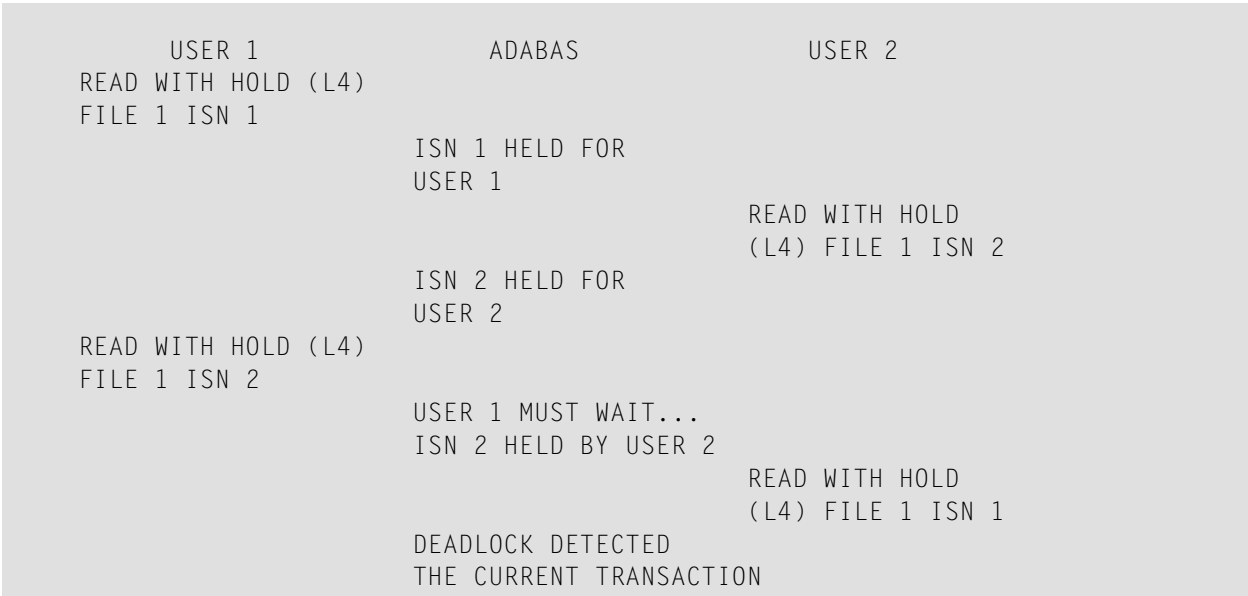 USER 1 ADABAS USER 2
READ WITH HOLD (L4)
FILE 1 ISN 1
ISN 1 HELD FOR
USER 1
READ WITH HOLD
(L4) FILE 1 ISN 2
ISN 2 HELD FOR
USER 2
READ WITH HOLD (L4)
FILE 1 ISN 2
USER 1 MUST WAIT...
ISN 2 HELD BY USER 2
READ WITH HOLD
(L4) FILE 1 ISN 1
DEADLOCK DETECTED
THE CURRENT TRANSACTION